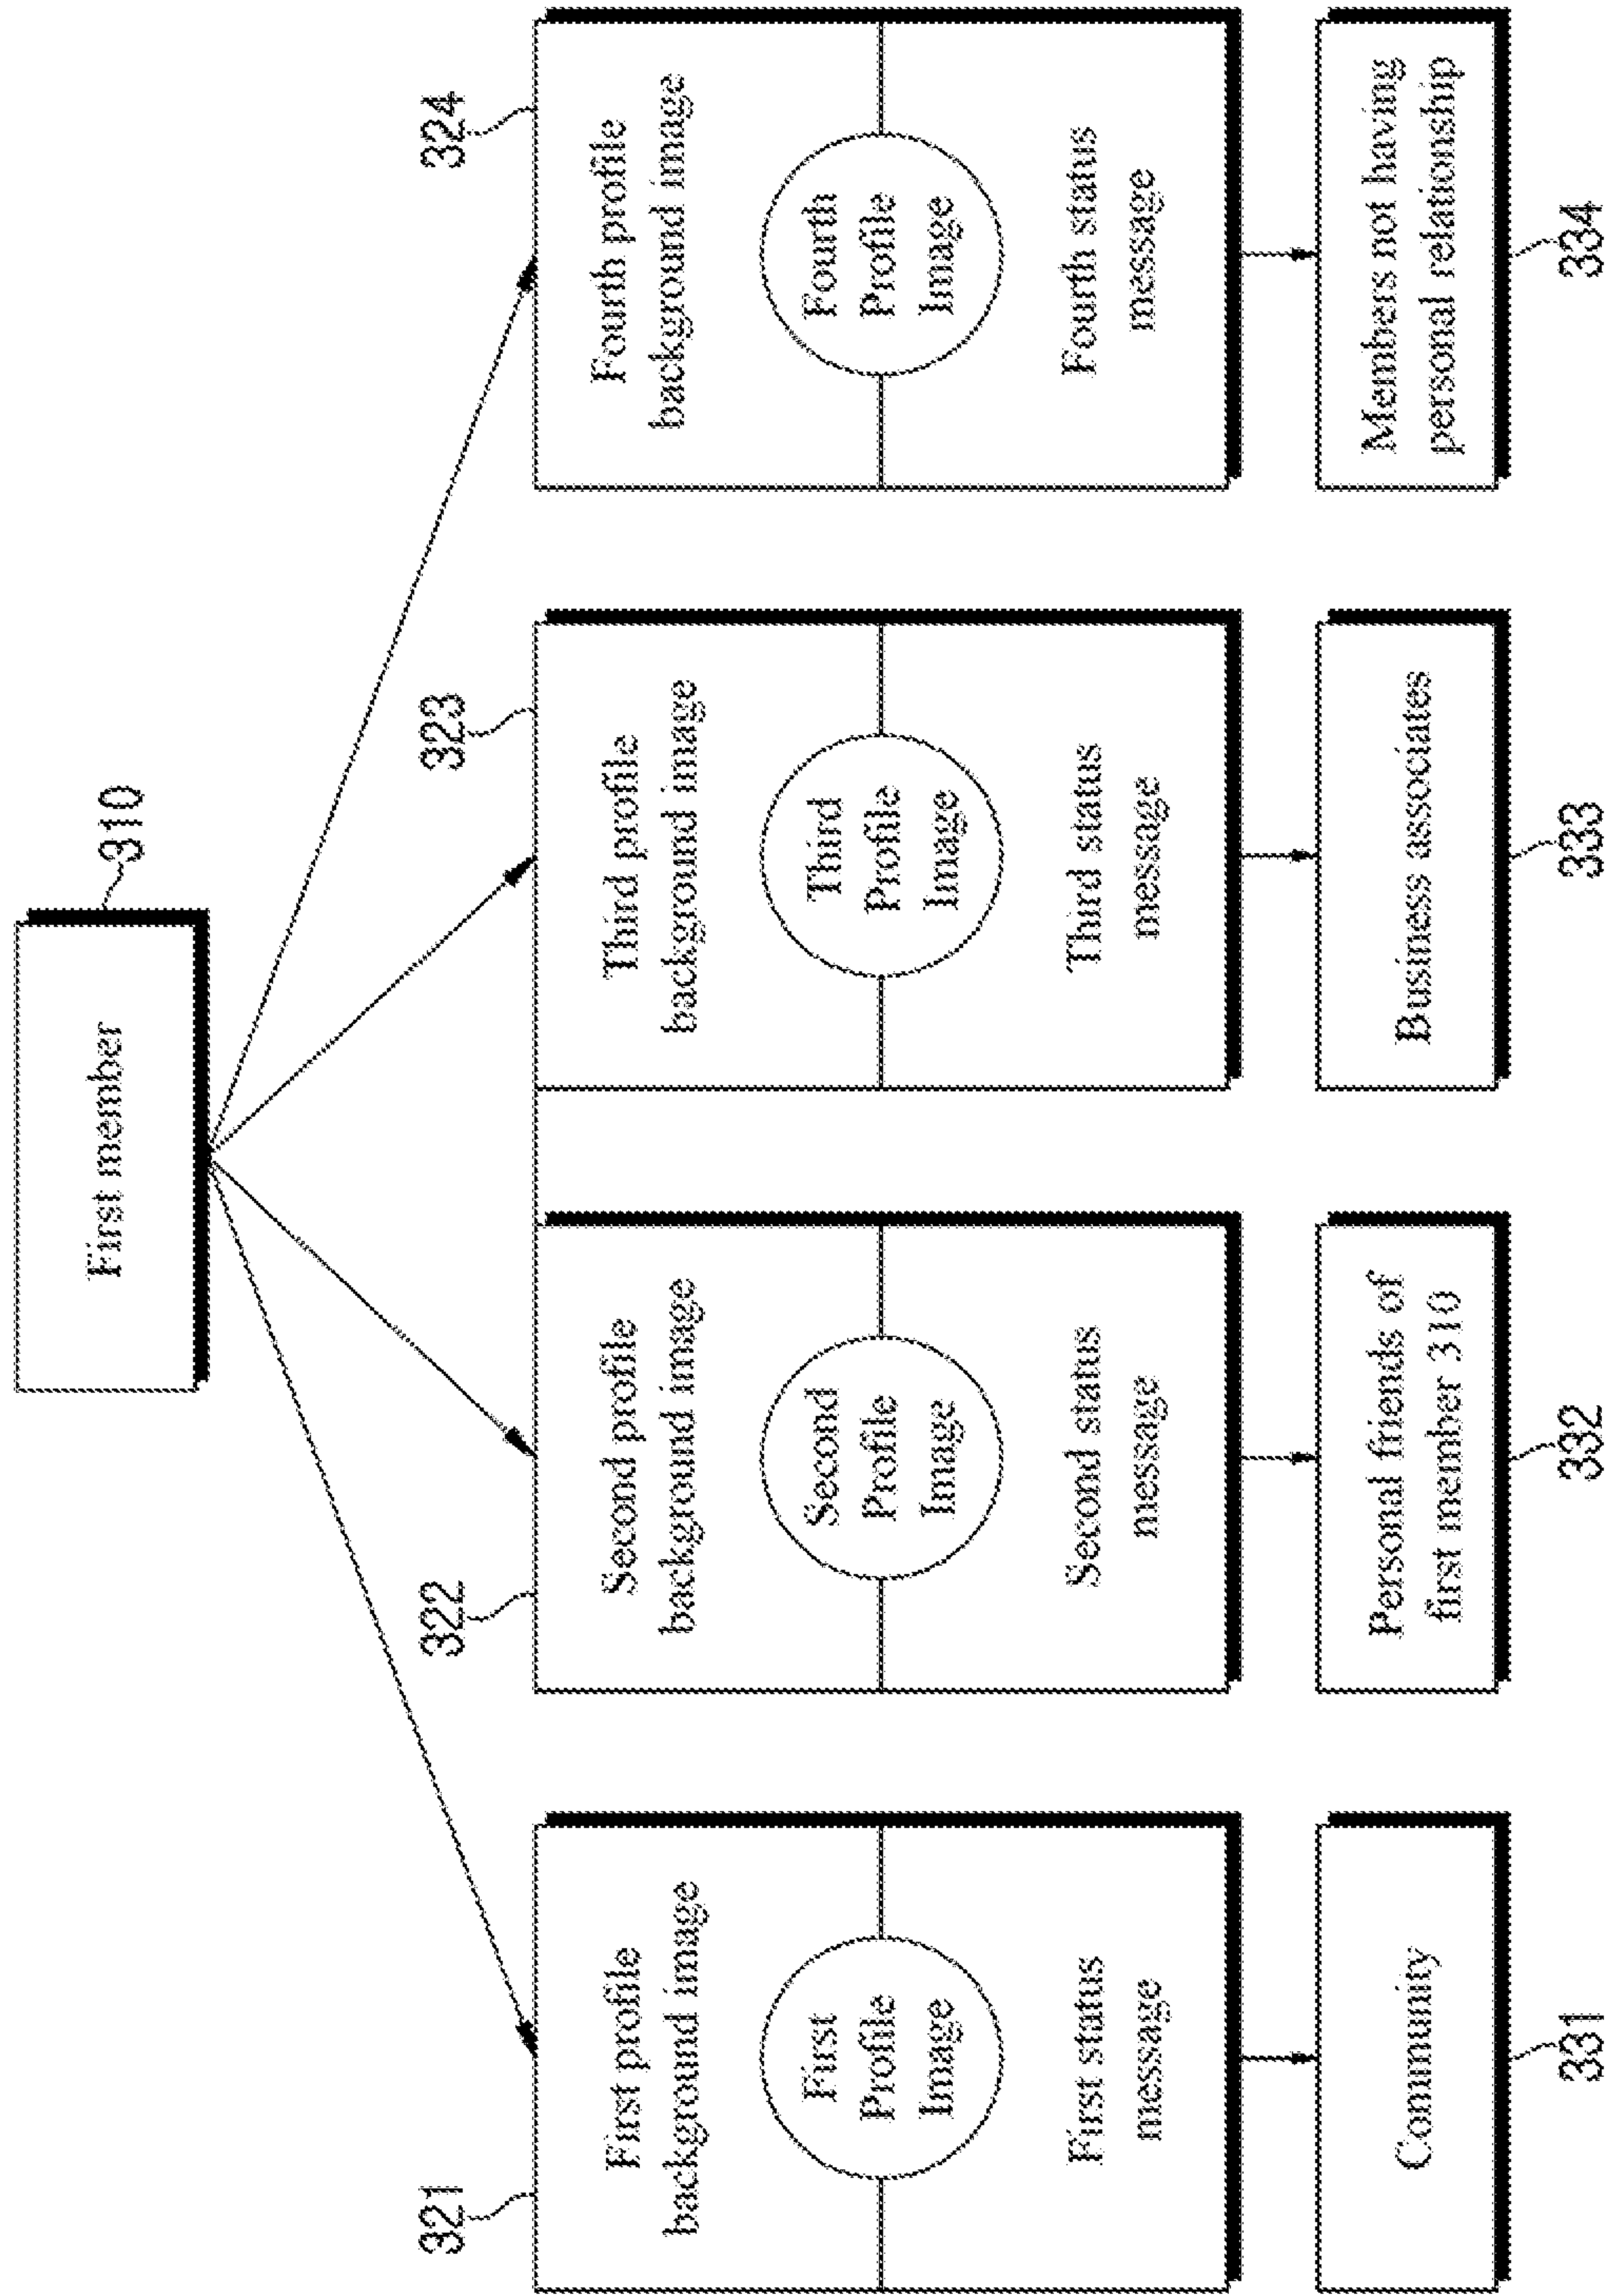 First member
310
321
First profile
background image
First
Profile
Image
First status
message
Community
331
322
Second profile
background image
Second
Profile
Image
Second status
message
Personal friends of
first member 310
332
323
Third profile
background image
Third
Profile
Image
Third status
message
Business associates
333
324
Fourth profile
background image
Fourth
Profile
Image
Fourth status
message
Members not having
personal relationship
334